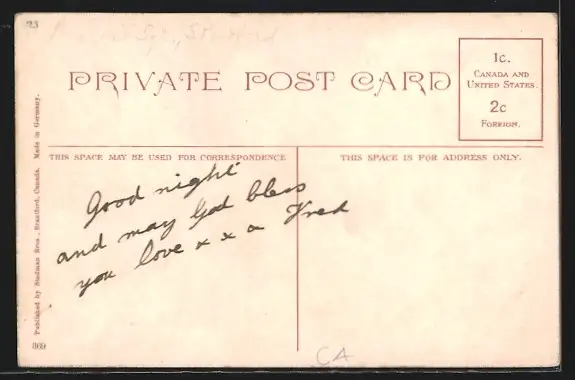 23
PRIVATE POST CARD
1c.
CANADA AND
UNITED STATES.
2c
FOREIGN.
THIS SPACE MAY BE USED FOR CORRESPONDENCE
THIS SPACE IS FOR ADDRESS ONLY.
Good night
and may God bless
you love x x a Fred
Published by Stedman Bros., Brantford, Canada. Made in Germany.
869
CA